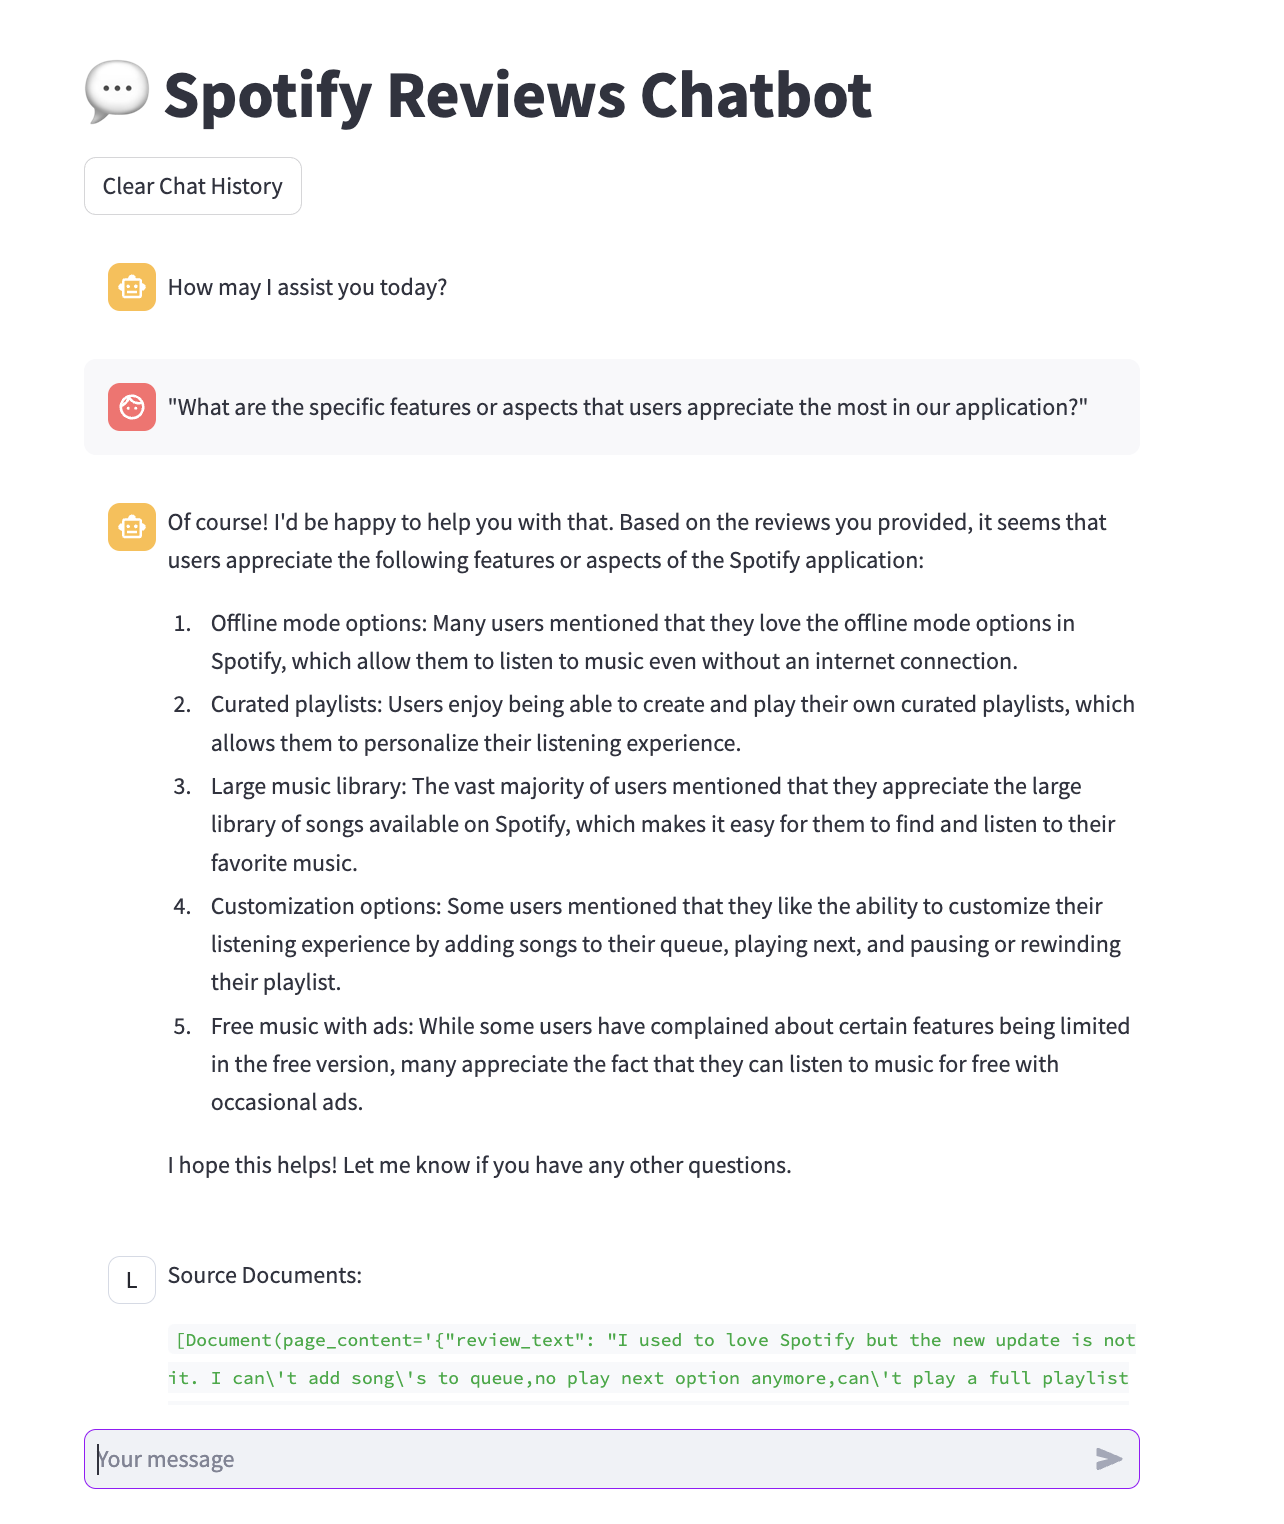 Spotify Reviews Chatbot
Clear Chat History
How may I assist you today?
"What are the specific features or aspects that users appreciate the most in our application?"
Of course! I'd be happy to help you with that. Based on the reviews you provided, it seems that
users appreciate the following features or aspects of the Spotify application:
1. Offline mode options: Many users mentioned that they love the offline mode options in
Spotify, which allow them to listen to music even without an internet connection.
2. Curated playlists: Users enjoy being able to create and play their own curated playlists, which
allows them to personalize their listening experience.
3. Large music library: The vast majority of users mentioned that they appreciate the large
library of songs available on Spotify, which makes it easy for them to find and listen to their
favorite music.
4. Customization options: Some users mentioned that they like the ability to customize their
listening experience by adding songs to their queue, playing next, and pausing or rewinding
their playlist.
5. Free music with ads: While some users have complained about certain features being limited
in the free version, many appreciate the fact that they can listen to music for free with
occasional ads.
I hope this helps! Let me know if you have any other questions.
L Source Documents:
[Document(page_content='{"review_text": "I used to love Spotify but the new update is not
it. I can\'t add song\'s to queue,no play next option anymore,can\'t play a full playlist
Your message